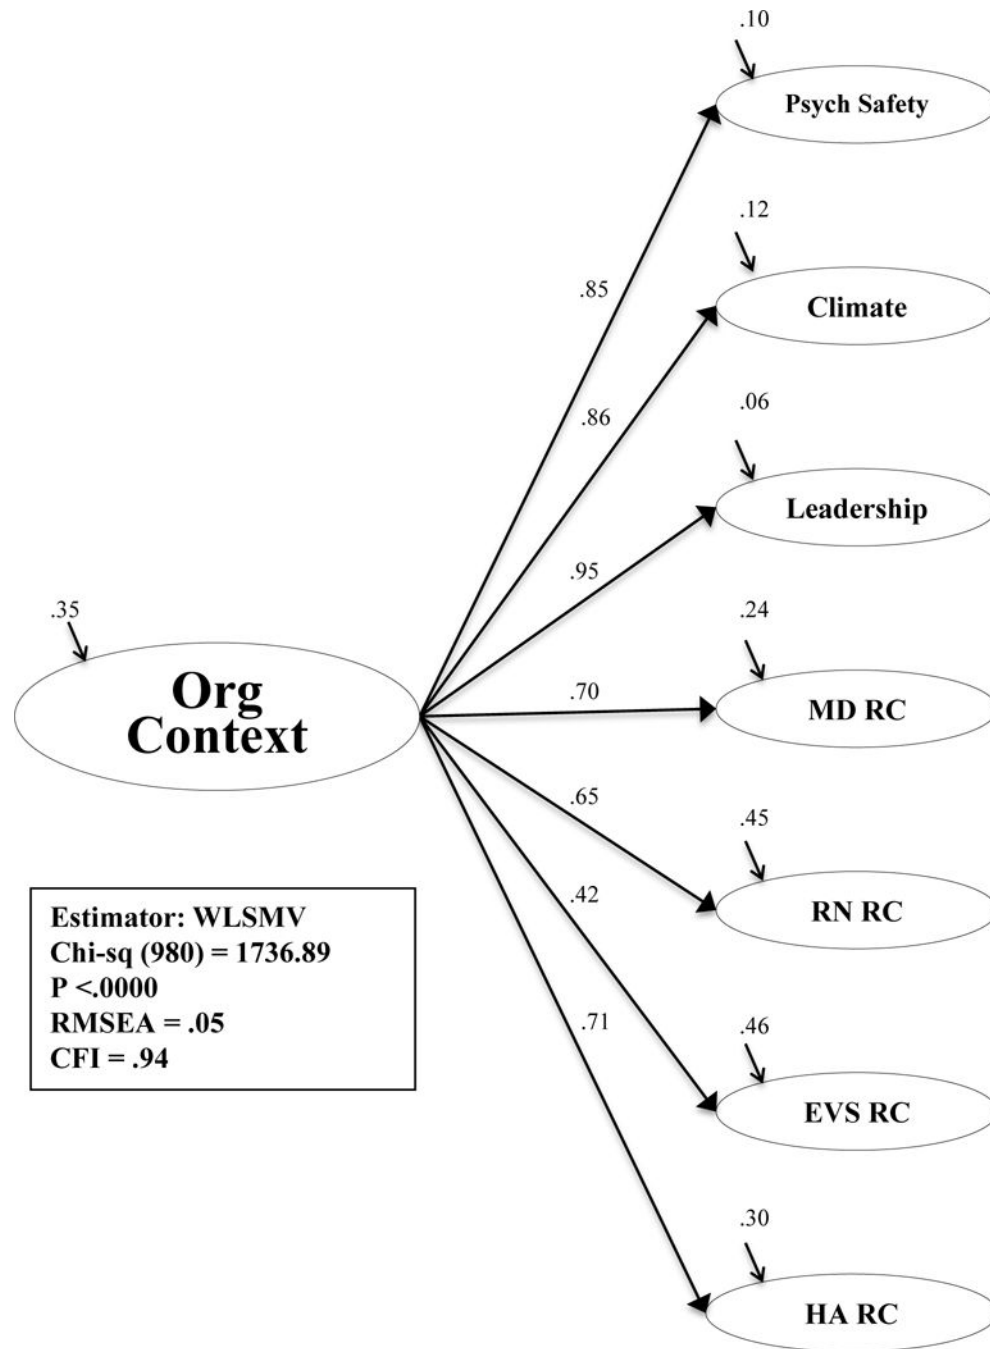 .10
Psych Safety
.12
.85
Climate
.86
.06
Leadership
.95
.35
.24
Org
Context
.70
MD RC
.65
.45
.42
RN RC
Estimator: WLSMV
Chi-sq (980) = 1736.89
P <.0000
RMSEA = .05
CFI = .94
.71
.46
EVS RC
.30
HA RC